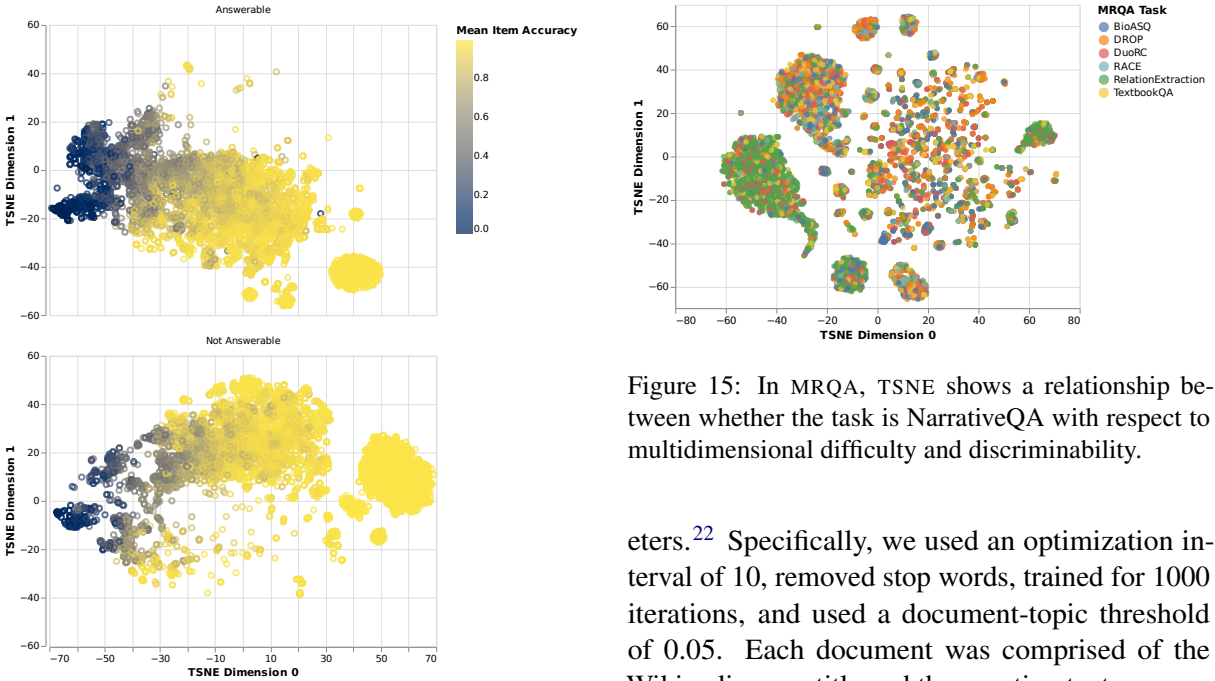 Answerable
60
40
20
0
−20
−40
−60
TSNE Dimension 1
Mean Item Accuracy
0.8
0.6
0.4
0.2
0.0
Not Answerable
60
40
20
0
−20
−40
−60
TSNE Dimension 1
−70 −50 −30 −10 10 30 50 70
TSNE Dimension 0
60
40
20
0
−20
−40
−60
TSNE Dimension 1
−80 −60 −40 −20 0 20 40 60 80
TSNE Dimension 0
MRQA Task
BioASQ
DROP
DuoRC
RACE
RelationExtraction
TextbookQA
Figure 15: In MRQA, TSNE shows a relationship be-
tween whether the task is NarrativeQA with respect to
multidimensional difficulty and discriminability.
eters.22 Specifically, we used an optimization in-
terval of 10, removed stop words, trained for 1000
iterations, and used a document-topic threshold
of 0.05. Each document was comprised of the